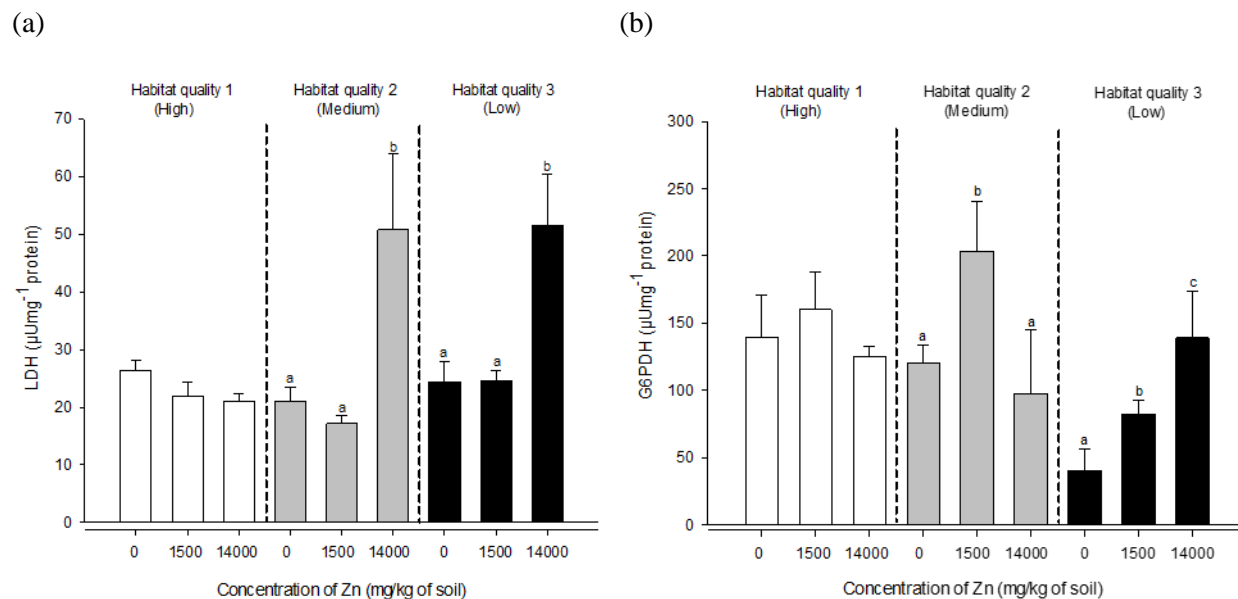 (a)
Habitat quality 1
(High)
Habitat quality 2
(Medium)
Habitat quality 3
(Low)
70
60
50
40
30
20
10
0
LDH (µUmg⁻¹ protein)
a
a
b
a
a
b
0 1500 14000 0 1500 14000 0 1500 14000
Concentration of Zn (mg/kg of soil)
(b)
Habitat quality 1
(High)
Habitat quality 2
(Medium)
Habitat quality 3
(Low)
300
250
200
150
100
50
0
G6PDH (µUmg⁻¹ protein)
a
b
a
a
b
c
0 1500 14000 0 1500 14000 0 1500 14000
Concentration of Zn (mg/kg of soil)